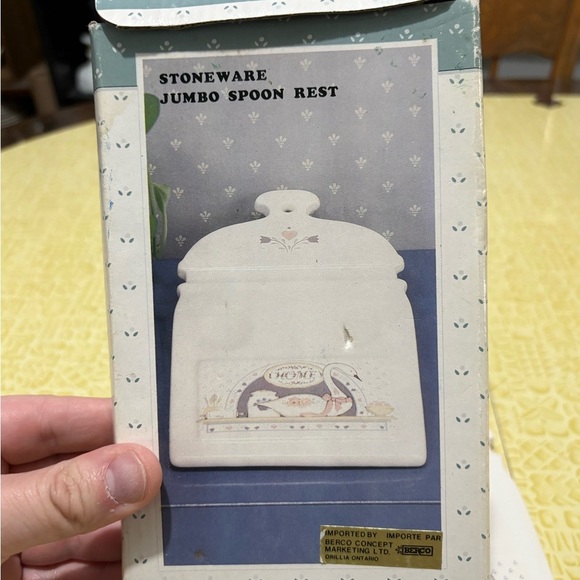 STONEWARE
JUMBO SPOON REST
HOME
IMPORTED BY IMPORTE PAR
BERCO CONCEPT
MARKETING LTD. BERCO
ORILLIA ONTARIO